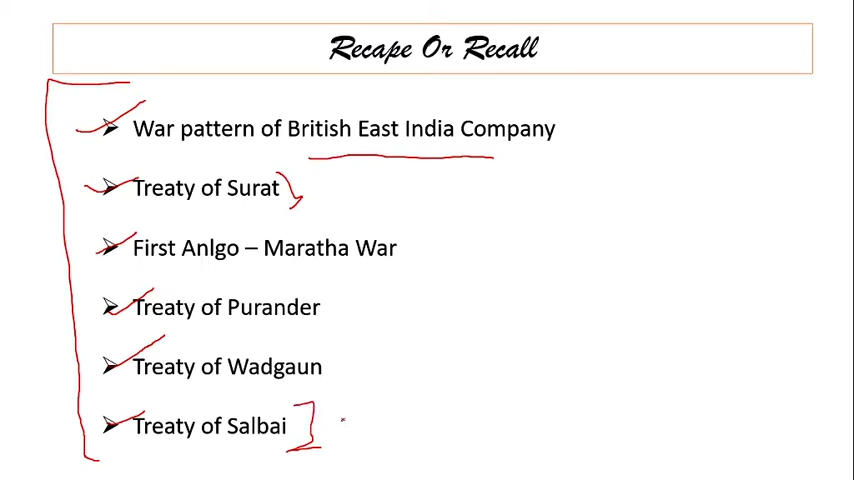 Recape Or Recall
War pattern of British East India Company
Treaty of Surat
First Anlgo – Maratha War
Treaty of Purander
Treaty of Wadgaun
Treaty of Salbai